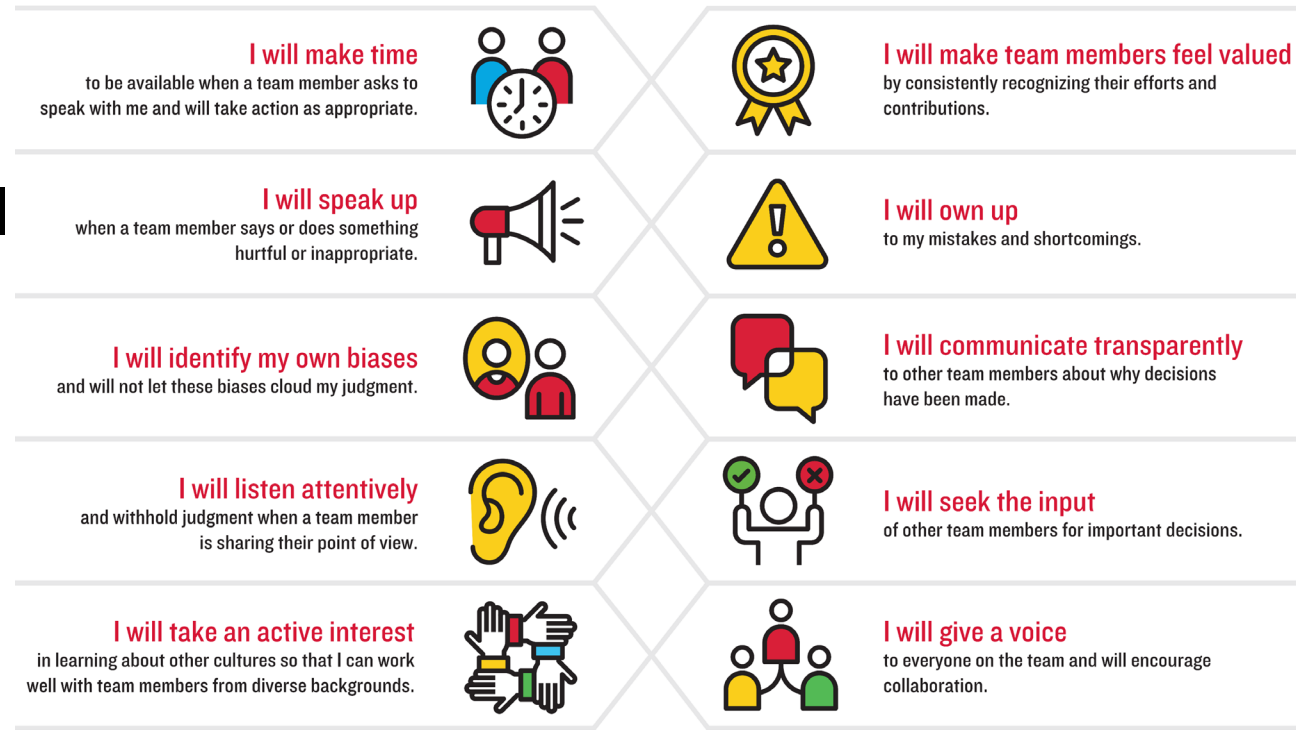 I will make time
to be available when a team member asks to
speak with me and will take action as appropriate.
I will speak up
when a team member says or does something
hurtful or inappropriate.
I will identify my own biases
and will not let these biases cloud my judgment.
I will listen attentively
and withhold judgment when a team member
is sharing their point of view.
I will take an active interest
in learning about other cultures so that I can work
well with team members from diverse backgrounds.
I will make team members feel valued
by consistently recognizing their efforts and
contributions.
I will own up
to my mistakes and shortcomings.
I will communicate transparently
to other team members about why decisions
have been made.
I will seek the input
of other team members for important decisions.
I will give a voice
to everyone on the team and will encourage
collaboration.